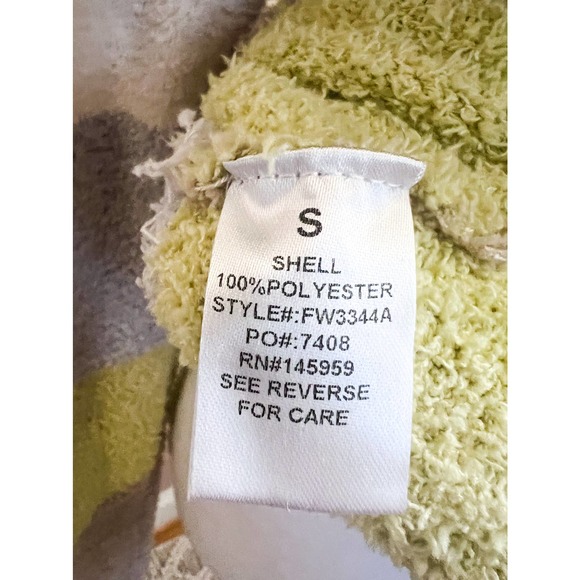 S
SHELL
100%POLYESTER
STYLE#:FW3344A
PO#:7408
RN#145959
SEE REVERSE
FOR CARE